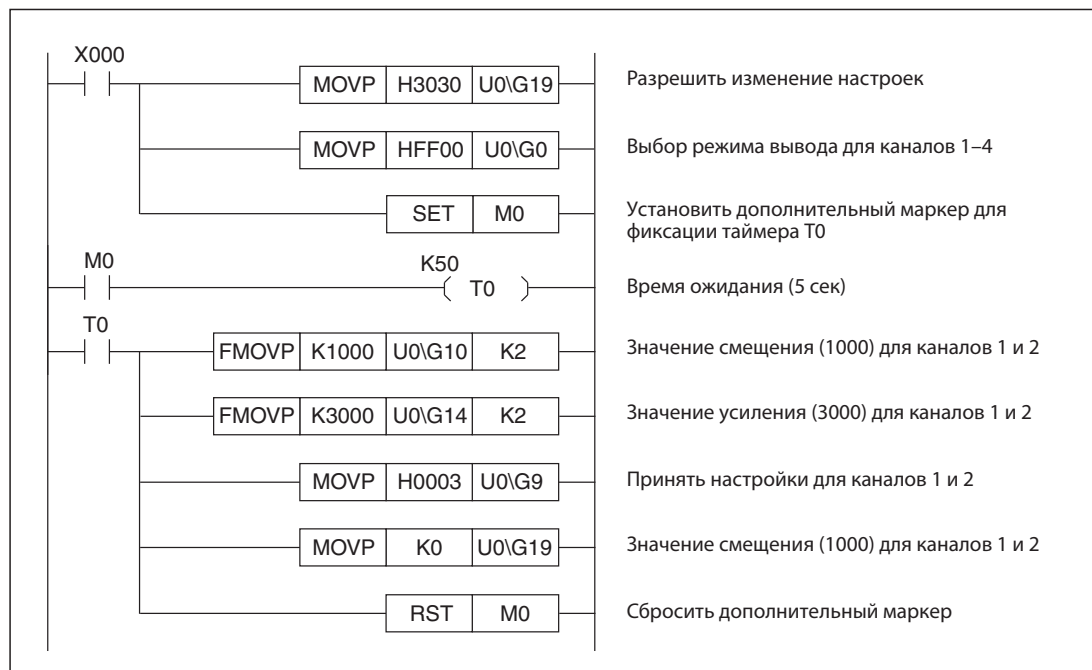 X000
MOVP H3030 U0\G19 Разрешить изменение настроек
MOVP HFF00 U0\G0 Выбор режима вывода для каналов 1–4
SET M0 Установить дополнительный маркер для
фиксации таймера T0
M0
K50
T0 Время ожидания (5 сек)
T0
FMOVP K1000 U0\G10 K2 Значение смещения (1000) для каналов 1 и 2
FMOVP K3000 U0\G14 K2 Значение усиления (3000) для каналов 1 и 2
MOVP H0003 U0\G9 Принять настройки для каналов 1 и 2
MOVP K0 U0\G19 Значение смещения (1000) для каналов 1 и 2
RST M0 Сбросить дополнительный маркер